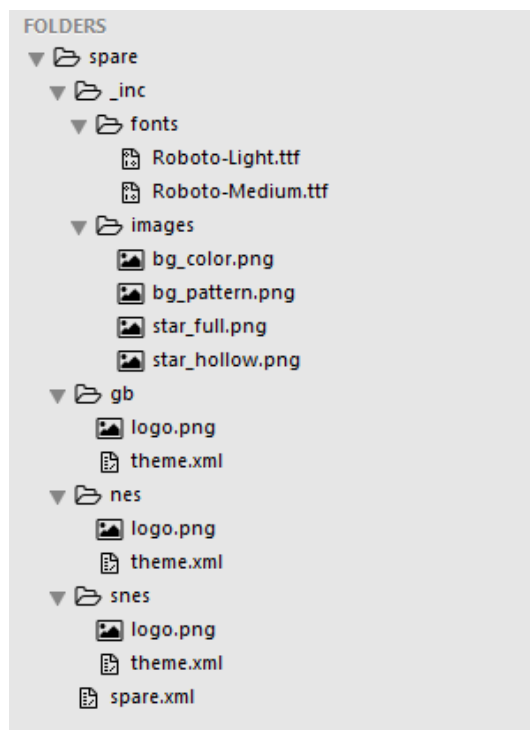 FOLDERS
spare
_inc
fonts
Roboto-Light.ttf
Roboto-Medium.ttf
images
bg_color.png
bg_pattern.png
star_full.png
star_hollow.png
gb
logo.png
theme.xml
nes
logo.png
theme.xml
snes
logo.png
theme.xml
spare.xml